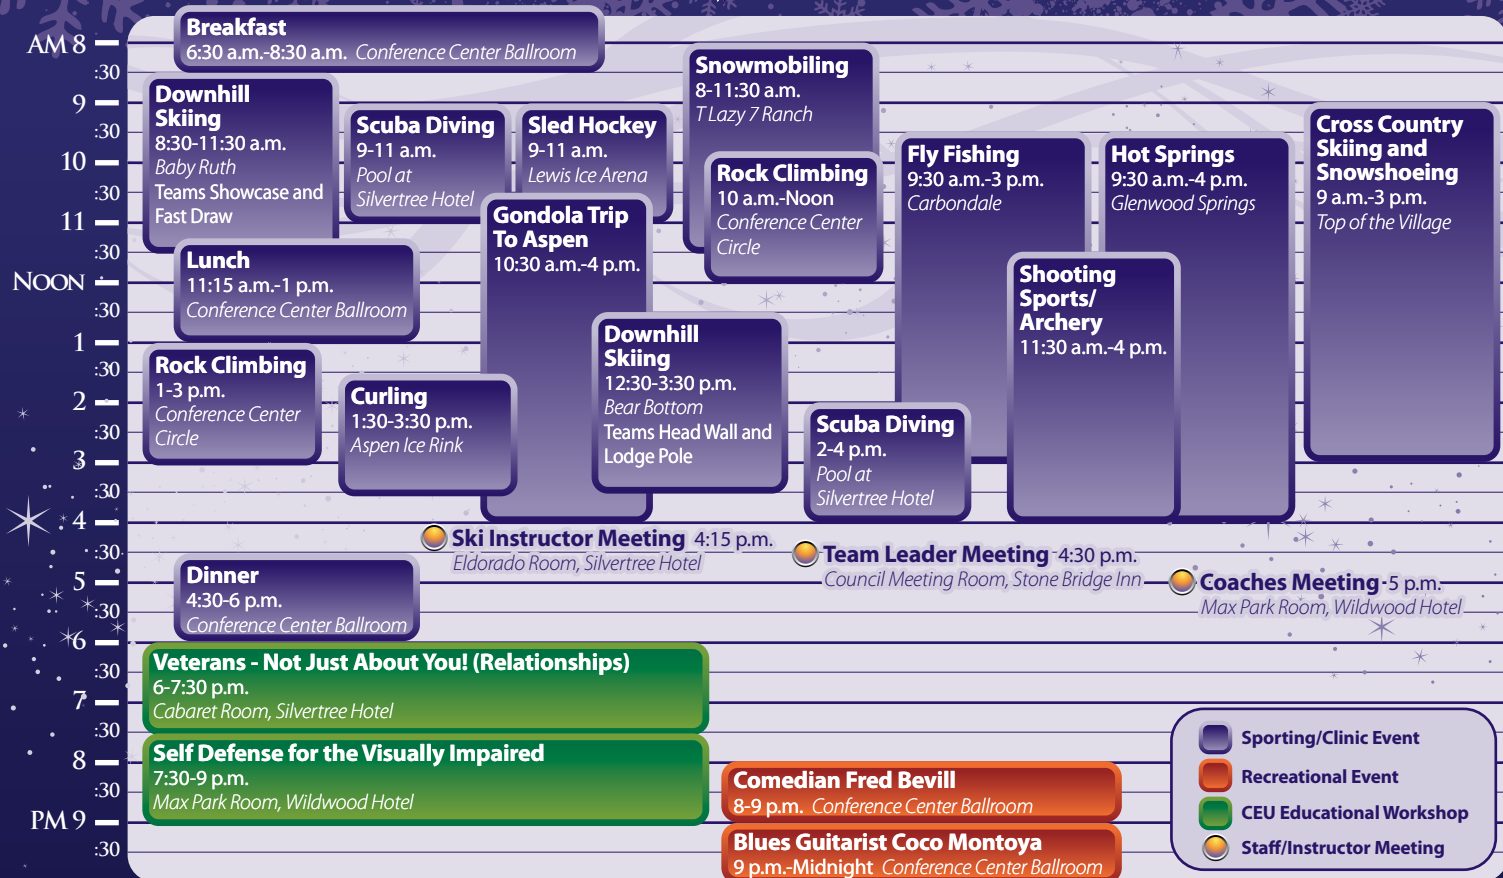 AM 8
:30
9
:30
10
:30
11
:30
NOON
:30
1
:30
2
:30
3
:30
4
:30
5
:30
6
:30
7
:30
8
:30
PM 9
:30
Breakfast
6:30 a.m.-8:30 a.m. Conference Center Ballroom
Downhill
Skiing
8:30-11:30 a.m.
Baby Ruth
Teams Showcase and
Fast Draw
Scuba Diving
9-11 a.m.
Pool at
Silvertree Hotel
Sled Hockey
9-11 a.m.
Lewis Ice Arena
Snowmobiling
8-11:30 a.m.
T Lazy 7 Ranch
Rock Climbing
10 a.m.-Noon
Conference Center
Circle
Fly Fishing
9:30 a.m.-3 p.m.
Carbondale
Hot Springs
9:30 a.m.-4 p.m.
Glenwood Springs
Cross Country
Skiing and
Snowshoeing
9 a.m.-3 p.m.
Top of the Village
Gondola Trip
To Aspen
10:30 a.m.-4 p.m.
Lunch
11:15 a.m.-1 p.m.
Conference Center Ballroom
Shooting
Sports/
Archery
11:30 a.m.-4 p.m.
Downhill
Skiing
12:30-3:30 p.m.
Bear Bottom
Teams Head Wall and
Lodge Pole
Rock Climbing
1-3 p.m.
Conference Center
Circle
Curling
1:30-3:30 p.m.
Aspen Ice Rink
Scuba Diving
2-4 p.m.
Pool at
Silvertree Hotel
Ski Instructor Meeting 4:15 p.m.
Eldorado Room, Silvertree Hotel
Team Leader Meeting 4:30 p.m.
Council Meeting Room, Stone Bridge Inn
Coaches Meeting 5 p.m.
Max Park Room, Wildwood Hotel
Dinner
4:30-6 p.m.
Conference Center Ballroom
Veterans - Not Just About You! (Relationships)
6-7:30 p.m.
Cabaret Room, Silvertree Hotel
Self Defense for the Visually Impaired
7:30-9 p.m.
Max Park Room, Wildwood Hotel
Comedian Fred Bevill
8-9 p.m. Conference Center Ballroom
Blues Guitarist Coco Montoya
9 p.m.-Midnight Conference Center Ballroom
Sporting/Clinic Event
Recreational Event
CEU Educational Workshop
Staff/Instructor Meeting